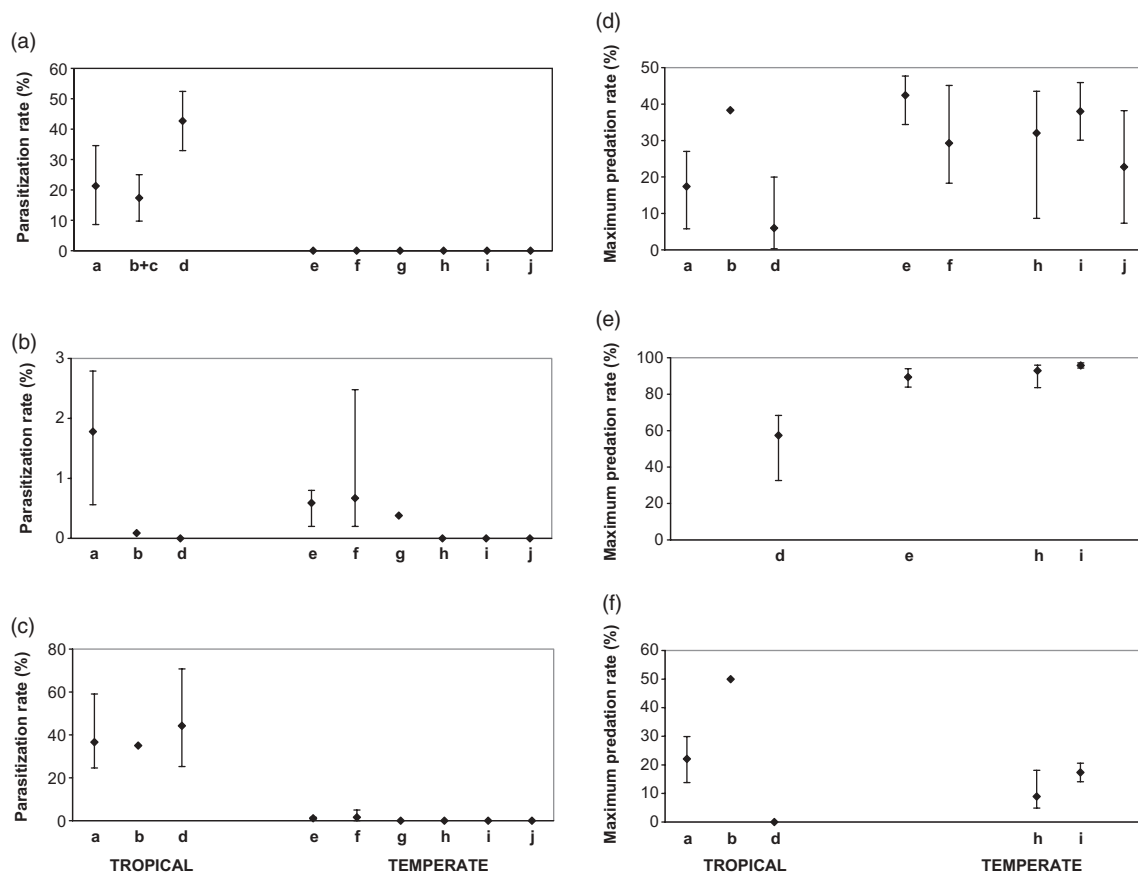 (a)
Parasitization rate (%)
60
50
40
30
20
10
0
a b+c d e f g h i j
(b)
Parasitization rate (%)
3
2
1
0
a b d e f g h i j
(c)
Parasitization rate (%)
80
60
40
20
0
a b d e f g h i j
TROPICAL TEMPERATE
(d)
Maximum predation rate (%)
50
40
30
20
10
0
a b d e f h i j
(e)
Maximum predation rate (%)
100
80
60
40
20
0
d e h i
(f)
Maximum predation rate (%)
60
50
40
30
20
10
0
a b d h i
TROPICAL TEMPERATE